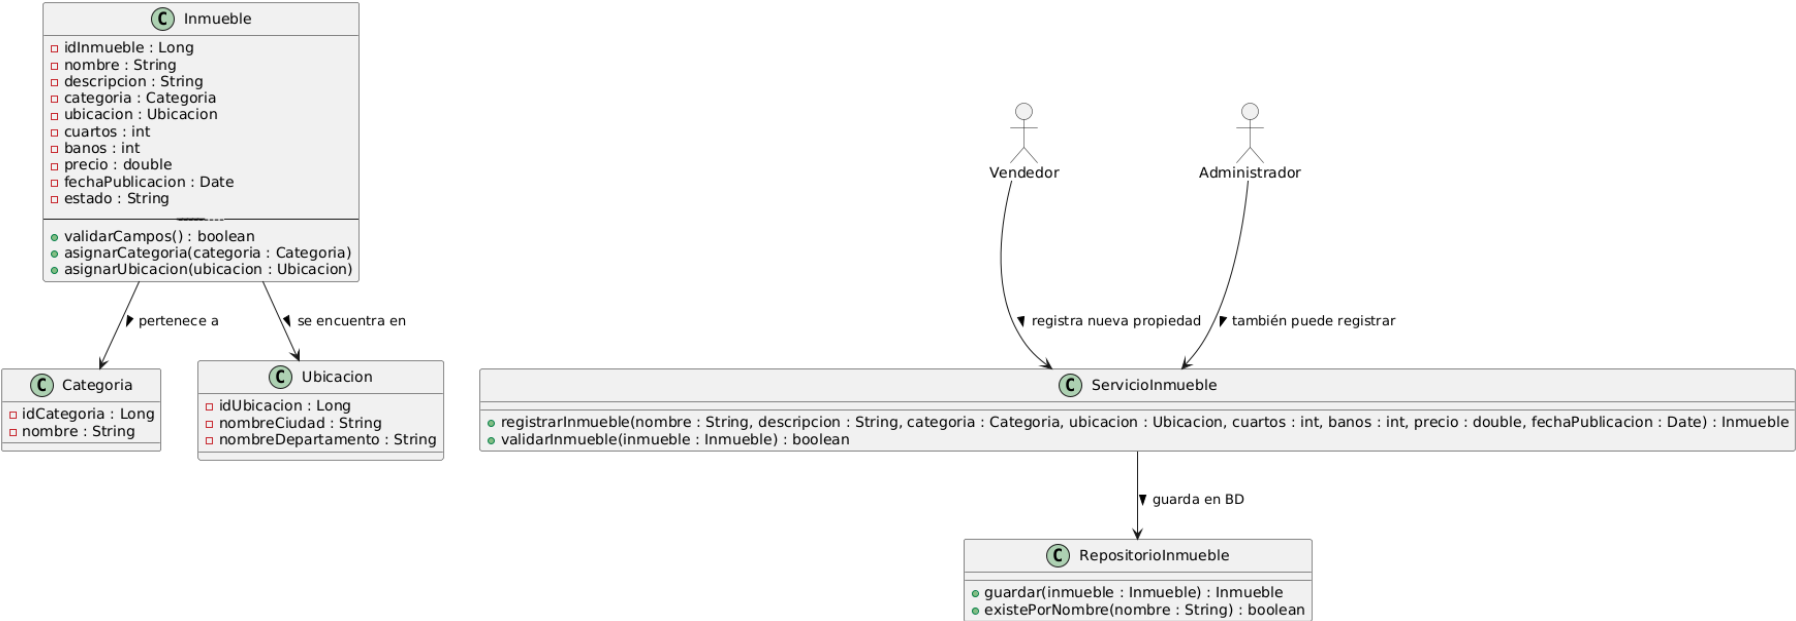 C Inmueble
idInmueble : Long
nombre : String
descripcion : String
categoria : Categoria
ubicacion : Ubicacion
cuartos : int
banos : int
precio : double
fechaPublicacion : Date
estado : String
validarCampos() : boolean
asignarCategoria(categoria : Categoria)
asignarUbicacion(ubicacion : Ubicacion)
Vendedor
Administrador
pertenece a
se encuentra en
registra nueva propiedad
también puede registrar
C Categoria
idCategoria : Long
nombre : String
C Ubicacion
idUbicacion : Long
nombreCiudad : String
nombreDepartamento : String
C ServicioInmueble
registrarInmueble(nombre : String, descripcion : String, categoria : Categoria, ubicacion : Ubicacion, cuartos : int, banos : int, precio : double, fechaPublicacion : Date) : Inmueble
validarInmueble(inmueble : Inmueble) : boolean
guarda en BD
C RepositorioInmueble
guardar(inmueble : Inmueble) : Inmueble
existePorNombre(nombre : String) : boolean